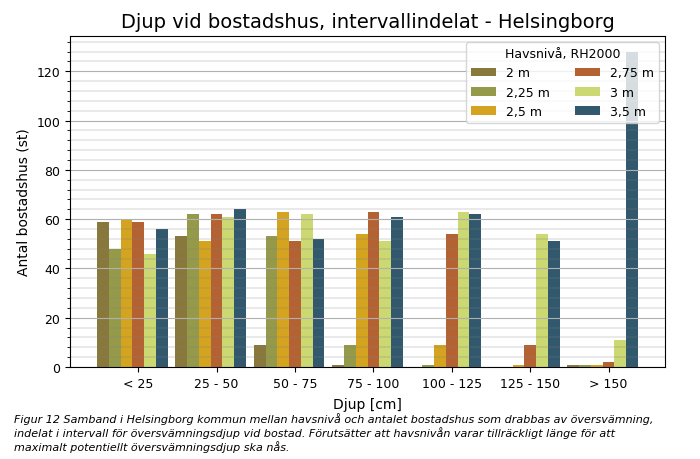 Djup vid bostadshus, intervallindelat - Helsingborg
Havsnivå, RH2000
2 m
2,25 m
2,5 m
2,75 m
3 m
3,5 m
Antal bostadshus (st)
120
100
80
60
40
20
0
< 25
25 - 50
50 - 75
75 - 100
100 - 125
125 - 150
> 150
Djup [cm]
Figur 12 Samband i Helsingborg kommun mellan havsnivå och antalet bostadshus som drabbas av översvämning,
indelat i intervall för översvämningsdjup vid bostad. Förutsätter att havsnivån varar tillräckligt länge för att
maximalt potentiellt översvämningsdjup ska nås.